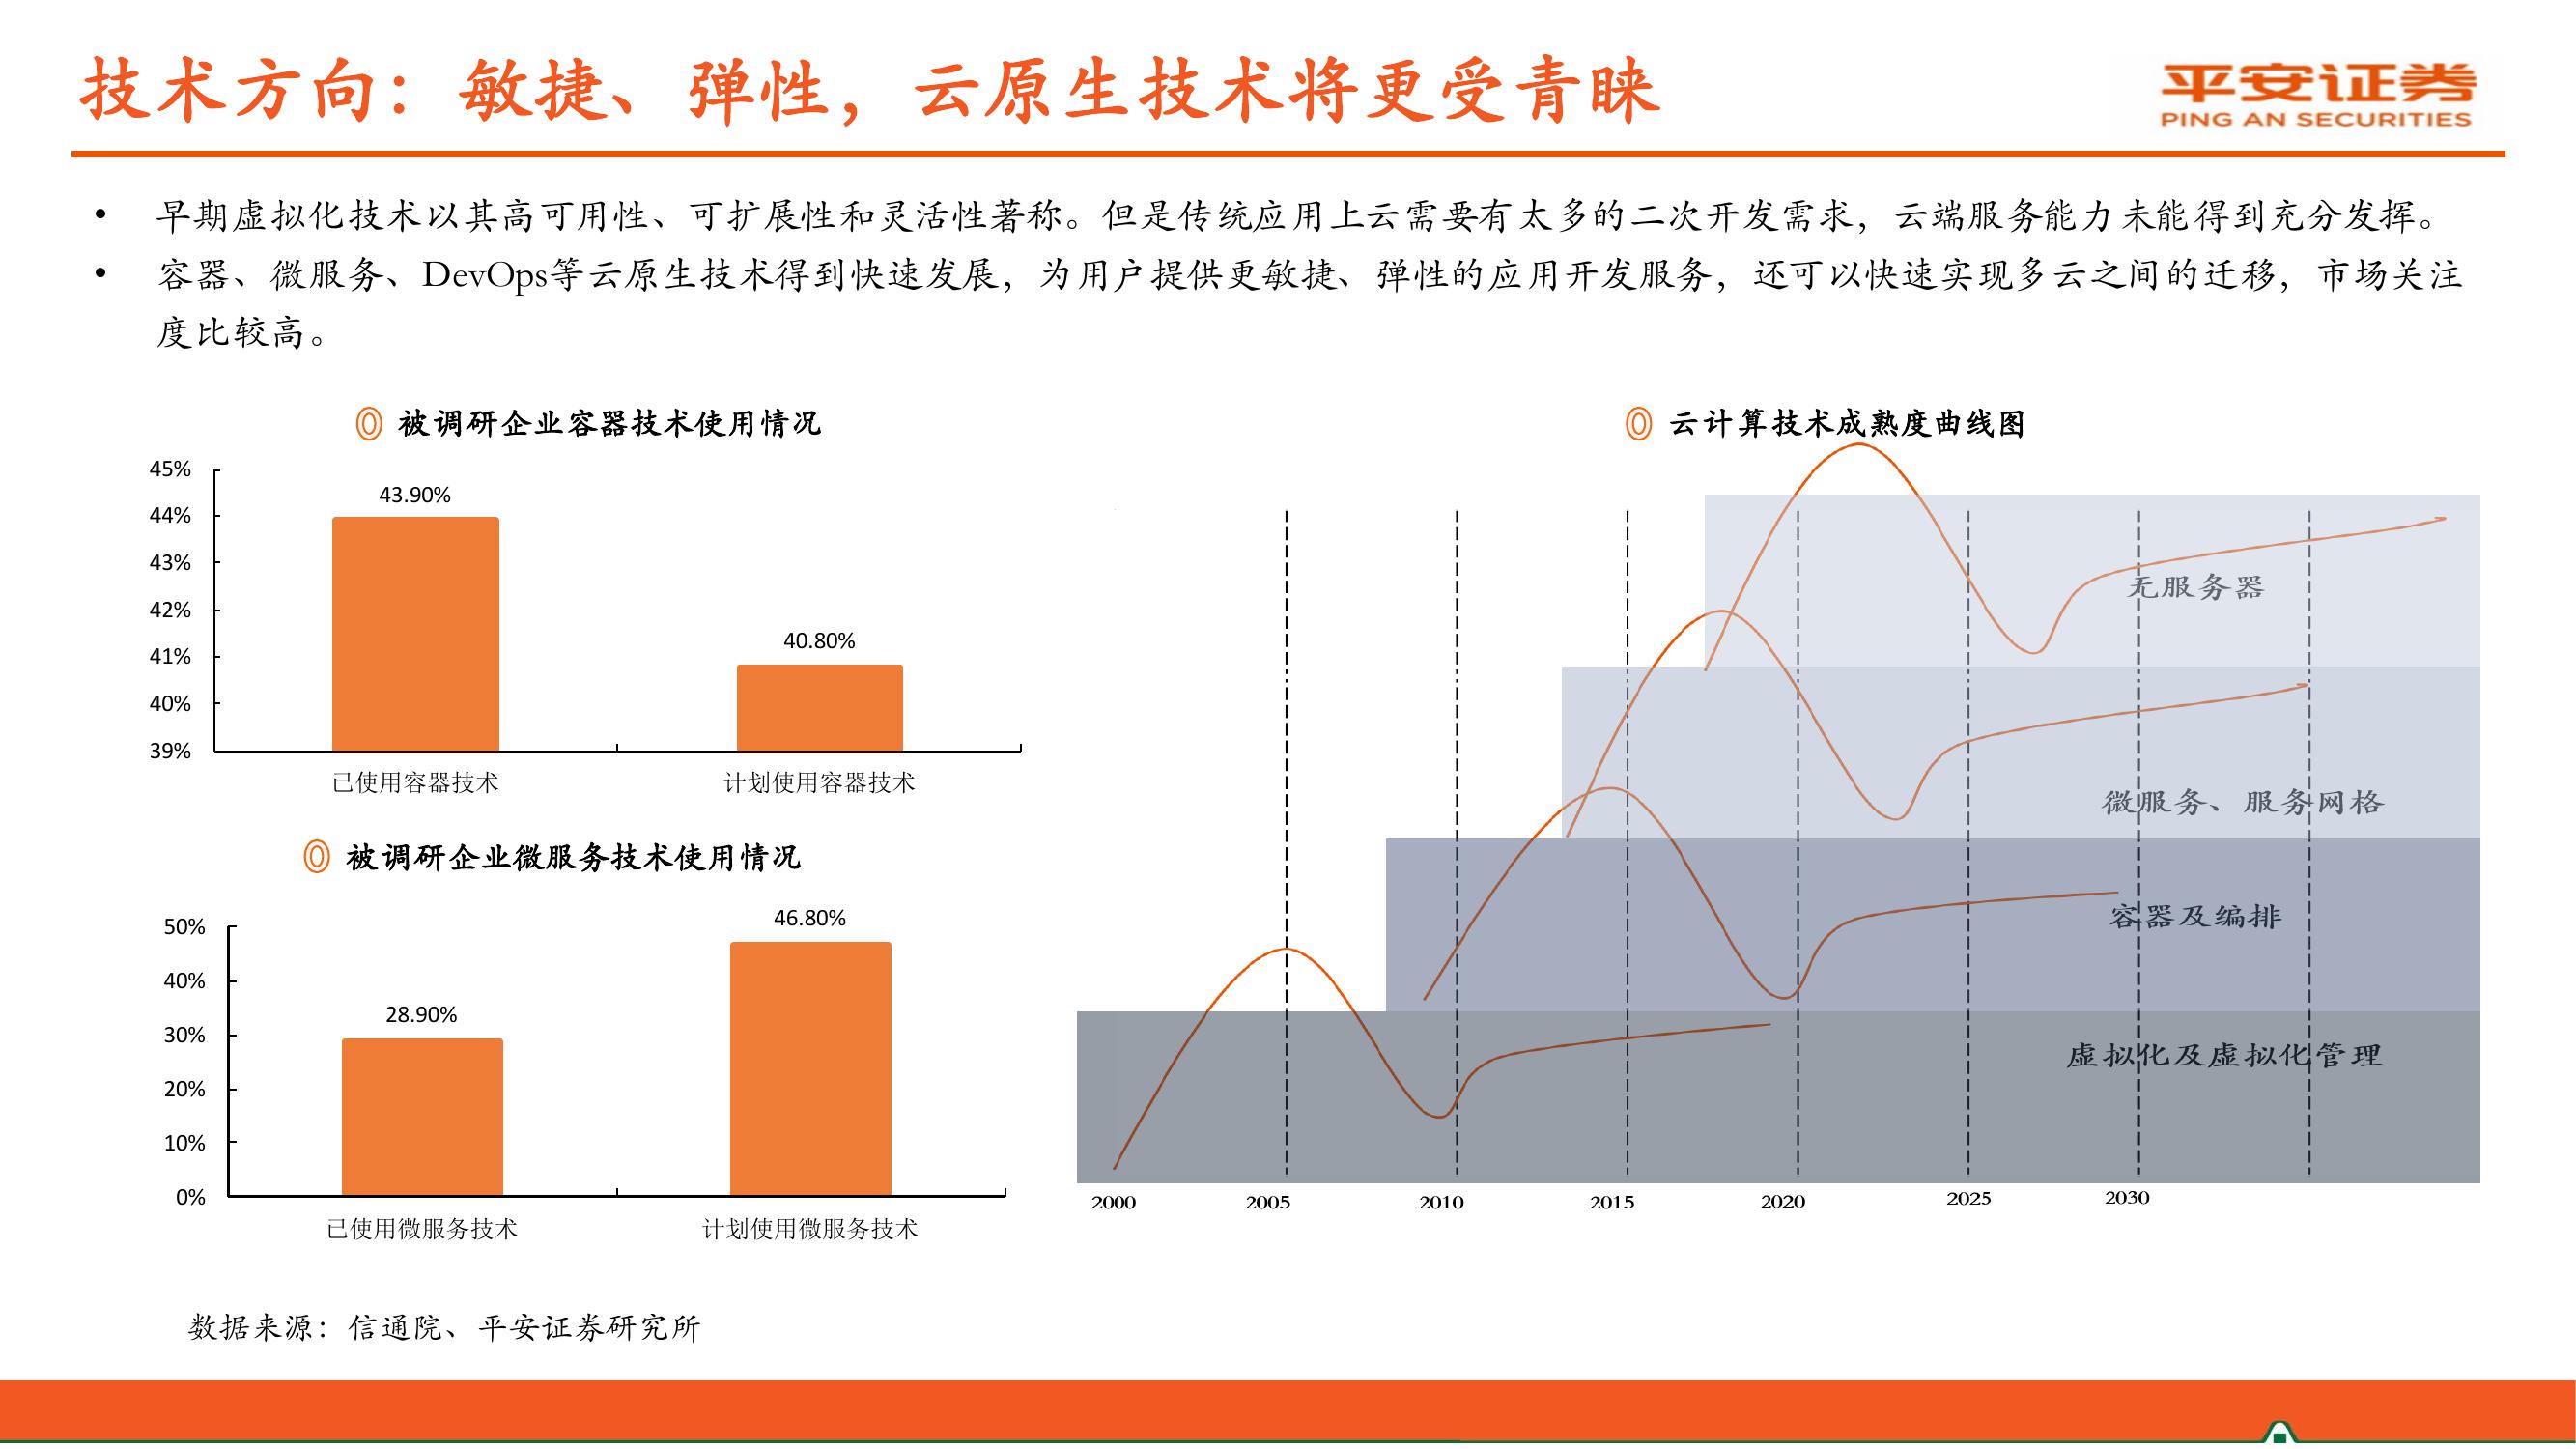 技术方向：敏捷、弹性，云原生技术将更受青睐
平安证券
PING AN SECURITIES
• 早期虚拟化技术以其高可用性、可扩展性和灵活性著称。但是传统应用上云需要有太多的二次开发需求，云端服务能力未能得到充分发挥。
• 容器、微服务、DevOps等云原生技术得到快速发展，为用户提供更敏捷、弹性的应用开发服务，还可以快速实现多云之间的迁移，市场关注
度比较高。
被调研企业容器技术使用情况
45%
44%
43%
42%
41%
40%
39%
43.90%
40.80%
已使用容器技术
计划使用容器技术
被调研企业微服务技术使用情况
50%
40%
30%
20%
10%
0%
28.90%
46.80%
已使用微服务技术
计划使用微服务技术
云计算技术成熟度曲线图
无服务器
微服务、服务网格
容器及编排
虚拟化及虚拟化管理
2000 2005 2010 2015 2020 2025 2030
数据来源：信通院、平安证券研究所